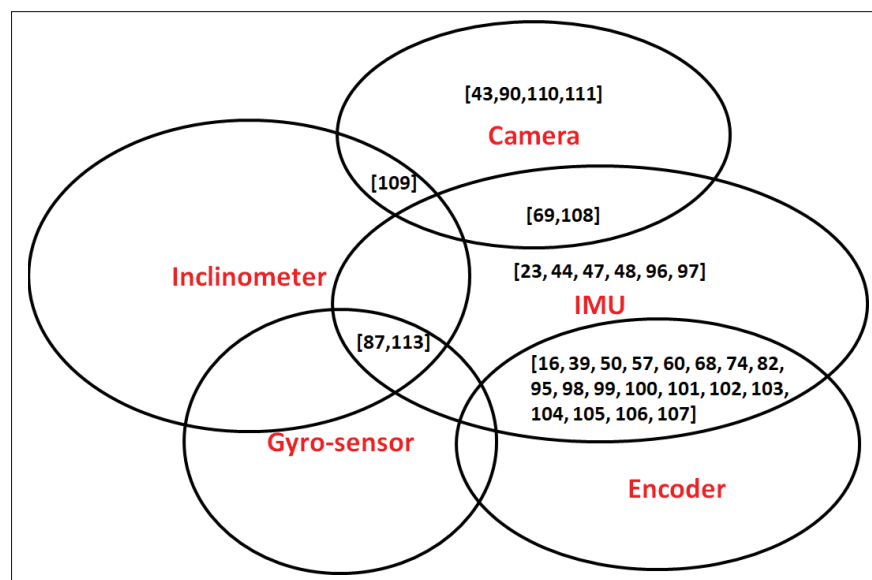 [43,90,110,111]
Camera
[109]
[69,108]
Inclinometer
[23, 44, 47, 48, 96, 97]
IMU
[87,113]
[16, 39, 50, 57, 60, 68, 74, 82,
95, 98, 99, 100, 101, 102, 103,
104, 105, 106, 107]
Gyro-sensor
Encoder